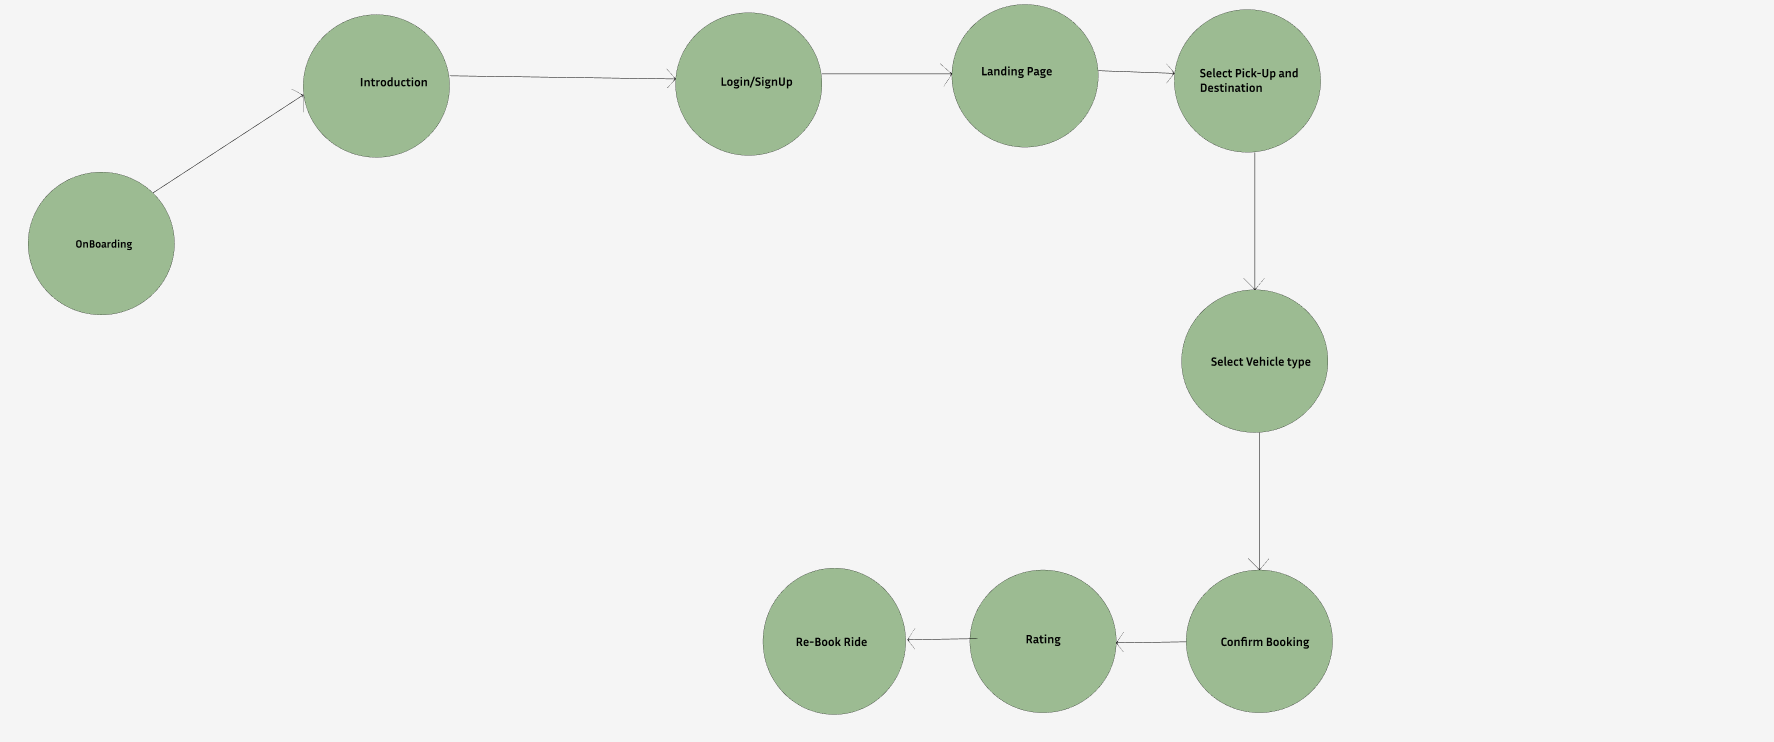 OnBoarding
Introduction
Login/SignUp
Landing Page
Select Pick-Up and
Destination
Select Vehicle type
Confirm Booking
Rating
Re-Book Ride